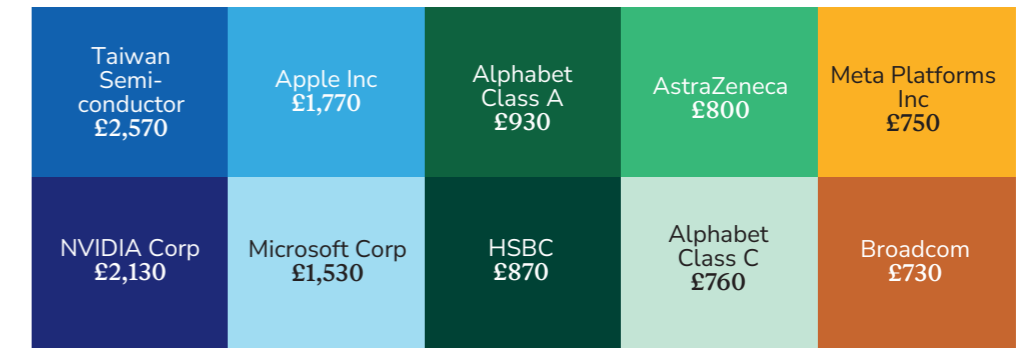 Taiwan
Semi-
conductor
£2,570
Apple Inc
£1,770
Alphabet
Class A
£930
AstraZeneca
£800
Meta Platforms
Inc
£750
NVIDIA Corp
£2,130
Microsoft Corp
£1,530
HSBC
£870
Alphabet
Class C
£760
Broadcom
£730